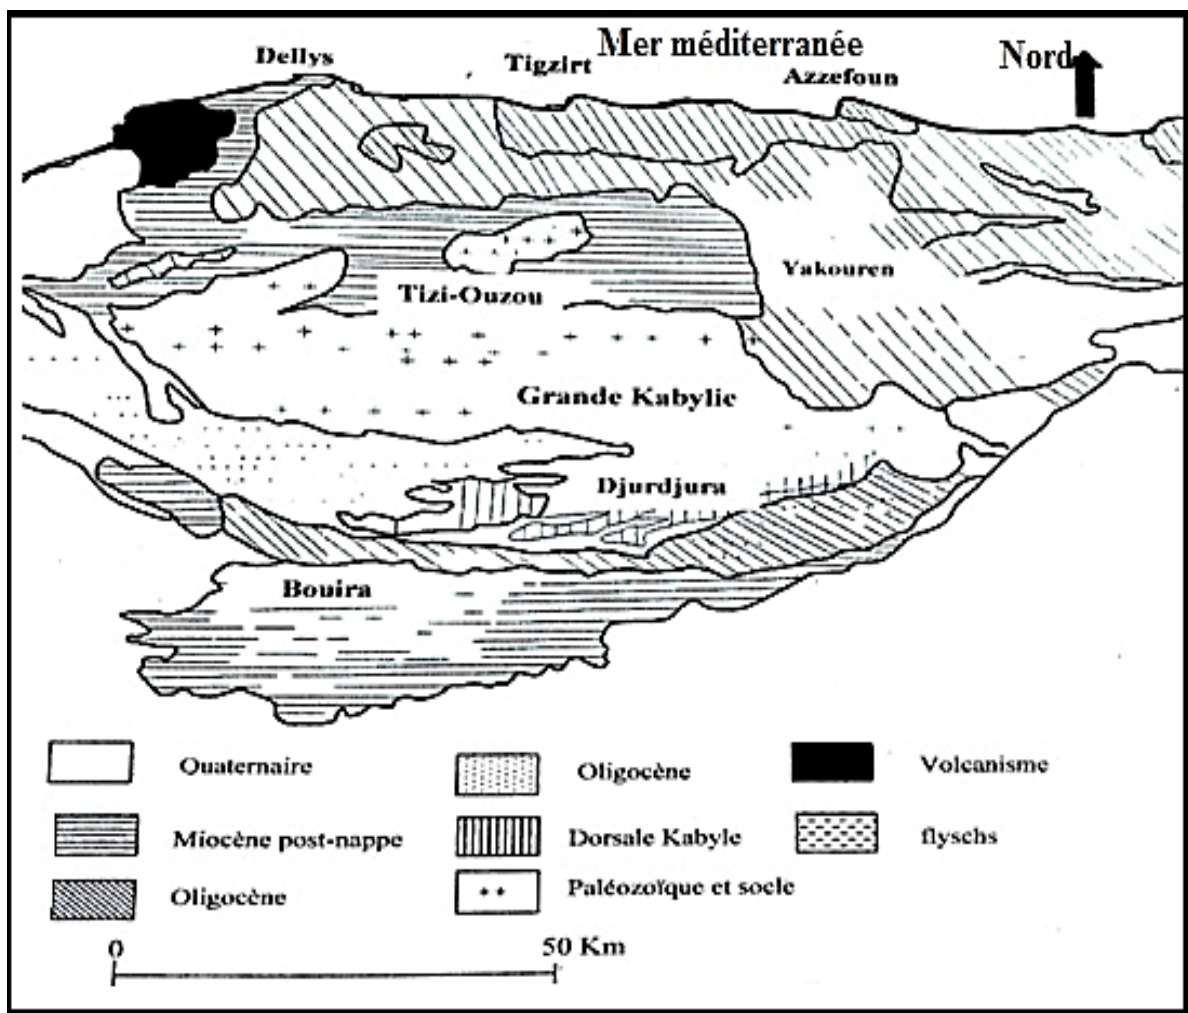 Mer méditerranée
Dellys
Tigzirt
Nord
Azzefoun
Yakouren
Tizi-Ouzou
Grande Kabylie
Djurdjura
Bouira
Quaternaire
Oligocène
Volcanisme
Miocène post-nappe
Dorsale Kabyle
flyschs
Oligocène
Paléozoïque et socle
0
50 Km